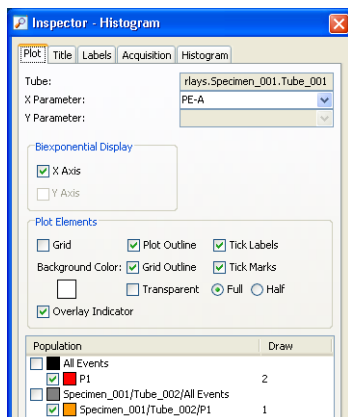 Inspector - Histogram
Plot Title Labels Acquisition Histogram
Tube: rlays.Specimen_001.Tube_001
X Parameter: PE-A
Y Parameter:
Biexponential Display
X Axis
Y Axis
Plot Elements
Grid Plot Outline Tick Labels
Background Color: Grid Outline Tick Marks
Transparent Full Half
Overlay Indicator
Population Draw
All Events
P1 2
Specimen_001/Tube_002/All Events
Specimen_001/Tube_002/P1 1